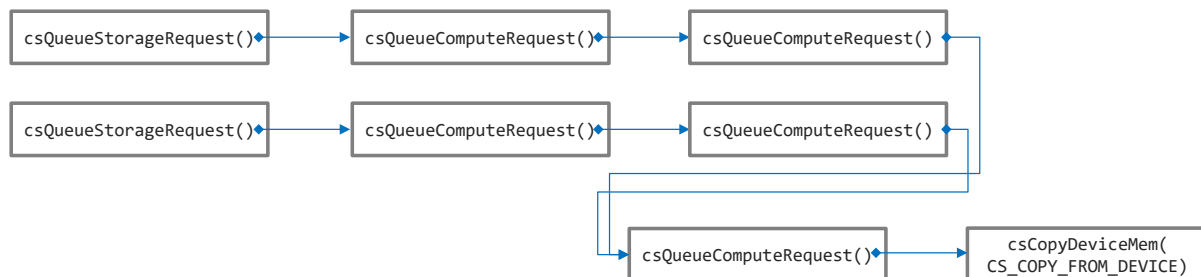 csQueueStorageRequest()
csQueueComputeRequest()
csQueueComputeRequest()
csQueueStorageRequest()
csQueueComputeRequest()
csQueueComputeRequest()
csQueueComputeRequest()
csCopyDeviceMem(
CS_COPY_FROM_DEVICE)